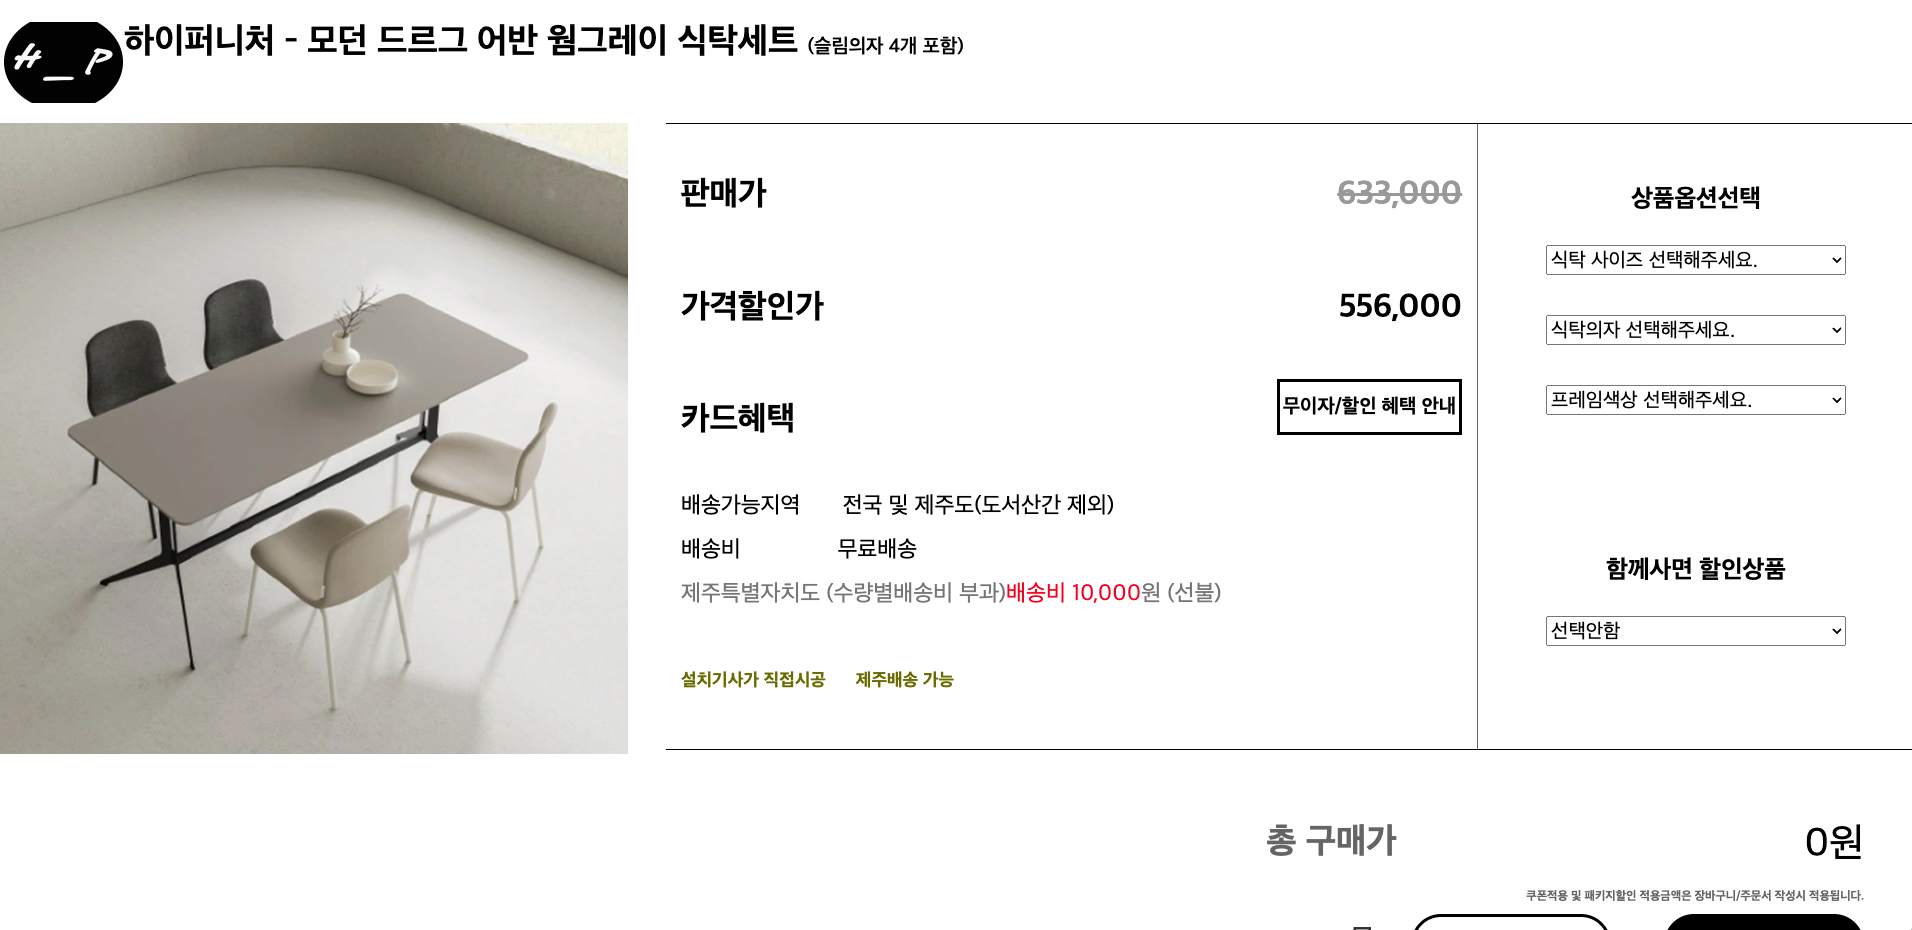 H_P
하이퍼니처 - 모던 드르그 어반 웜그레이 식탁세트 (슬림의자 4개 포함)
판매가 633,000
가격할인가 556,000
카드혜택 무이자/할인 혜택 안내
배송가능지역 전국 및 제주도(도서산간 제외)
배송비 무료배송
제주특별자치도 (수량별배송비 부과)배송비 10,000원 (선불)
설치기사가 직접시공 제주배송 가능
상품옵션선택
식탁 사이즈 선택해주세요.
식탁의자 선택해주세요.
프레임색상 선택해주세요.
함께사면 할인상품
선택안함
총 구매가 0원
쿠폰적용 및 패키지할인 적용금액은 장바구니/주문서 작성시 적용됩니다.